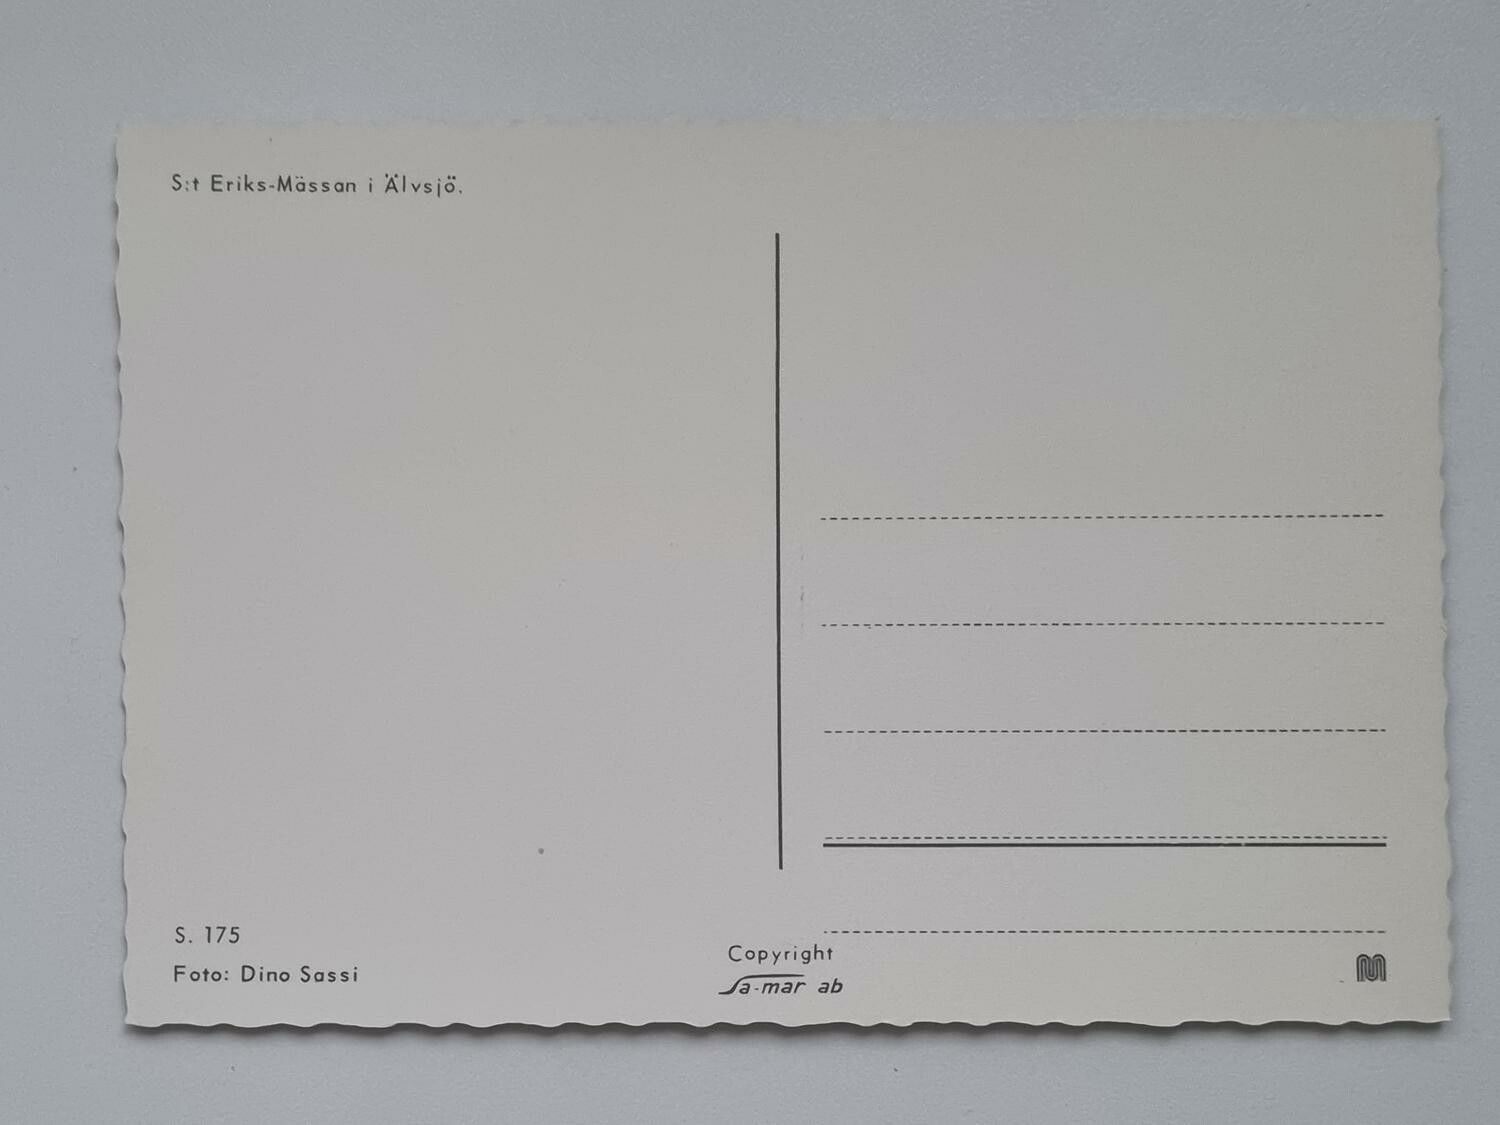 S:t Eriks-Mässan i Älvsjö.
S. 175
Foto: Dino Sassi
Copyright
Sa-mar ab
M